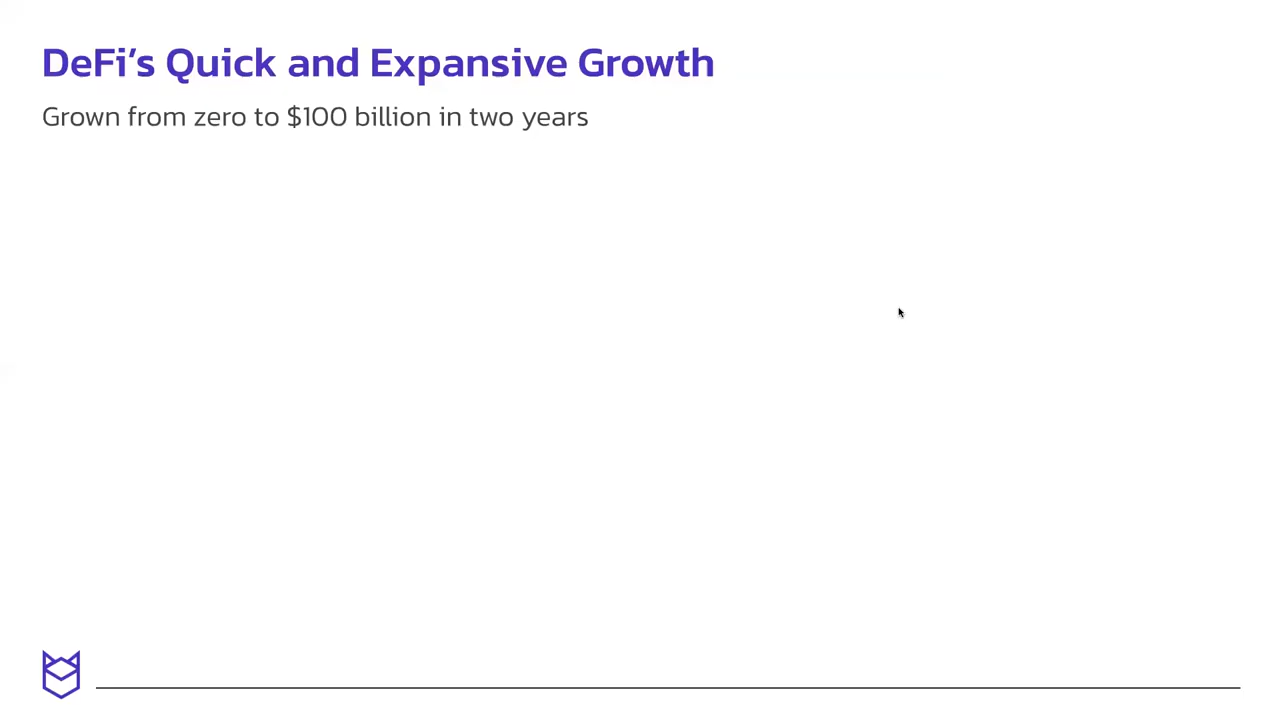 DeFi’s Quick and Expansive Growth
Grown from zero to $100 billion in two years